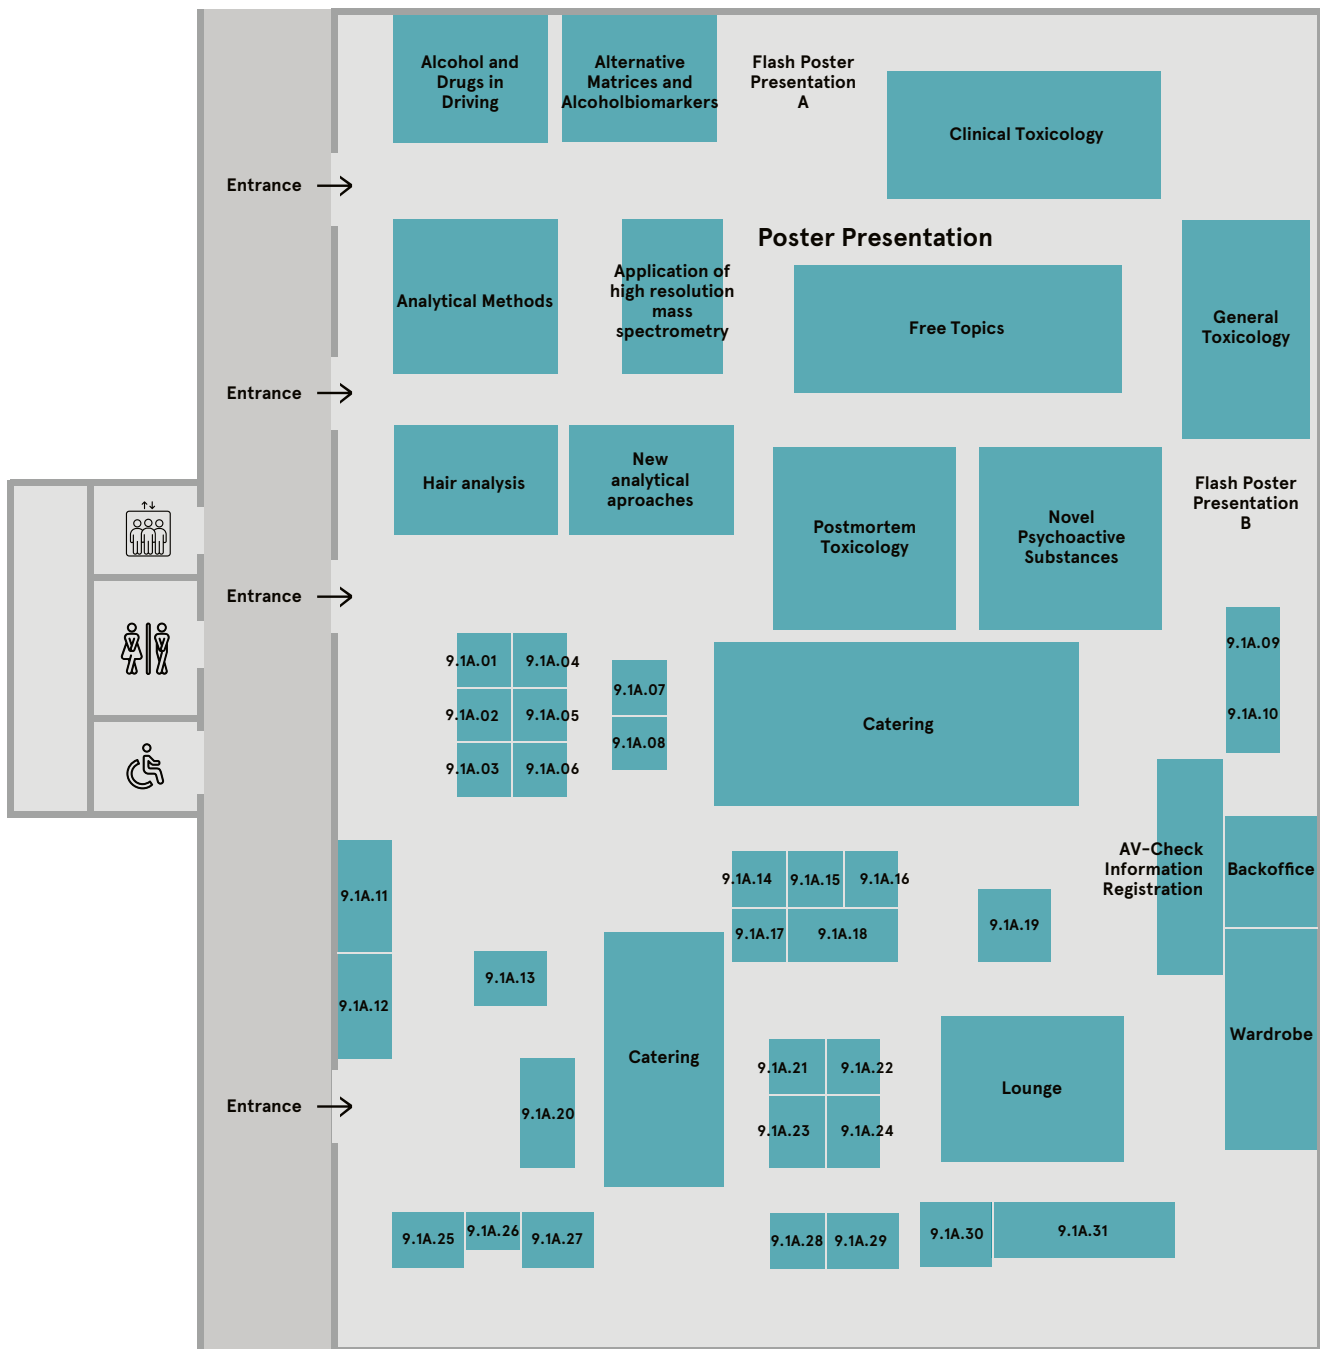 Alcohol and
Drugs in
Driving
Alternative
Matrices and
Alcoholbiomarkers
Flash Poster
Presentation
A
Clinical Toxicology
Entrance
Poster Presentation
Analytical Methods
Application of
high resolution
mass
spectrometry
Free Topics
General
Toxicology
Entrance
Hair analysis
New
analytical
aproaches
Postmortem
Toxicology
Novel
Psychoactive
Substances
Flash Poster
Presentation
B
Entrance
9.1A.01
9.1A.04
9.1A.02
9.1A.05
9.1A.03
9.1A.06
9.1A.07
9.1A.08
Catering
9.1A.09
9.1A.10
9.1A.11
9.1A.12
9.1A.13
9.1A.14
9.1A.15
9.1A.16
9.1A.17
9.1A.18
9.1A.19
AV-Check
Information
Registration
Backoffice
Wardrobe
Entrance
9.1A.20
Catering
9.1A.21
9.1A.22
9.1A.23
9.1A.24
Lounge
9.1A.25
9.1A.26
9.1A.27
9.1A.28
9.1A.29
9.1A.30
9.1A.31